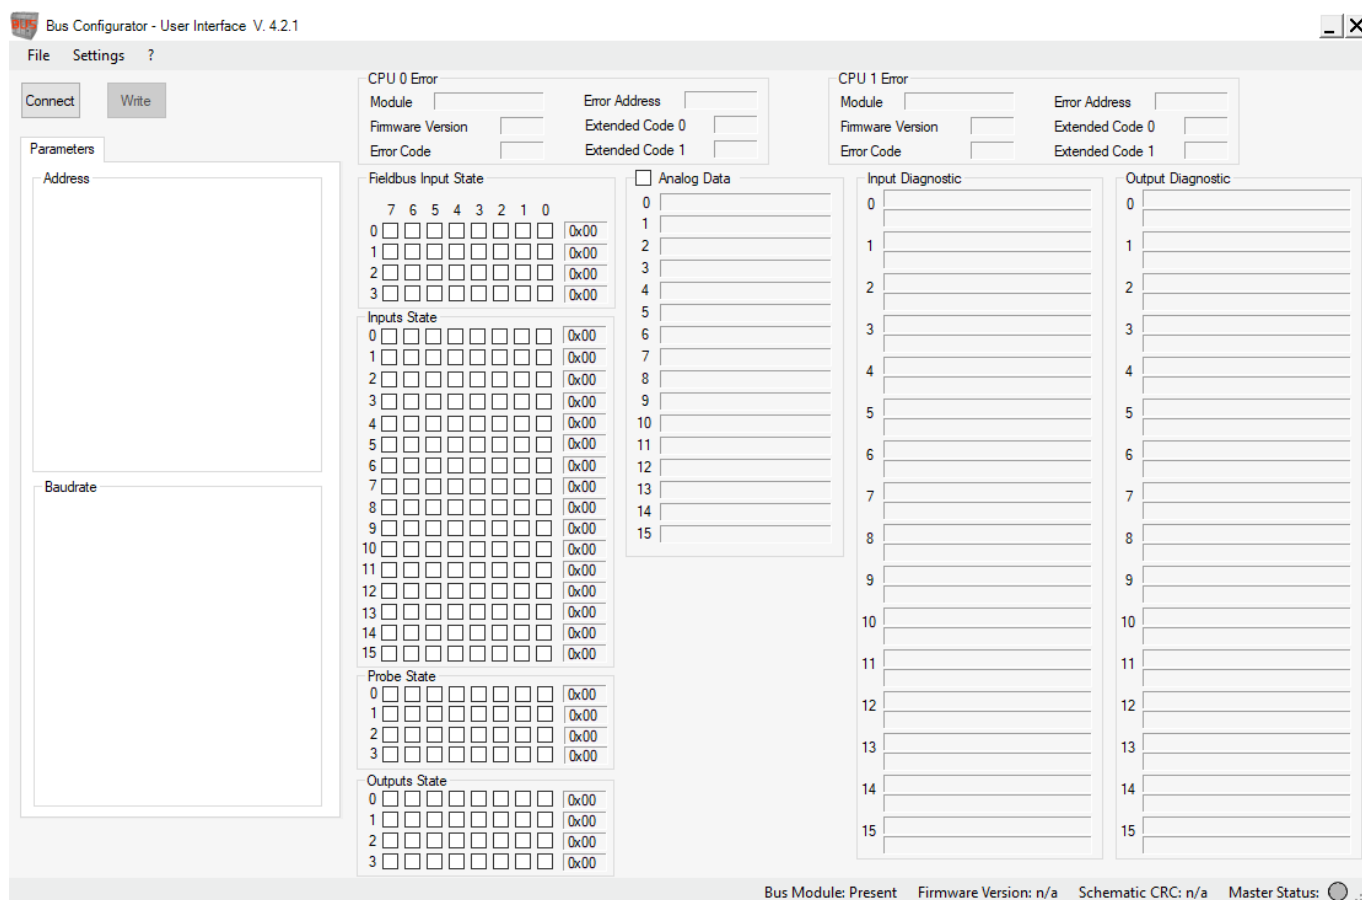 BUS Bus Configurator - User Interface V. 4.2.1
File Settings ?
Connect Write
Parameters
Address
Baudrate
CPU 0 Error
Module Error Address
Firmware Version Extended Code 0
Error Code Extended Code 1
CPU 1 Error
Module Error Address
Firmware Version Extended Code 0
Error Code Extended Code 1
Fieldbus Input State
7 6 5 4 3 2 1 0
0 0x00
1 0x00
2 0x00
3 0x00
Inputs State
0 0x00
1 0x00
2 0x00
3 0x00
4 0x00
5 0x00
6 0x00
7 0x00
8 0x00
9 0x00
10 0x00
11 0x00
12 0x00
13 0x00
14 0x00
15 0x00
Probe State
0 0x00
1 0x00
2 0x00
3 0x00
Outputs State
0 0x00
1 0x00
2 0x00
3 0x00
Analog Data
0
1
2
3
4
5
6
7
8
9
10
11
12
13
14
15
Input Diagnostic
0
1
2
3
4
5
6
7
8
9
10
11
12
13
14
15
Output Diagnostic
0
1
2
3
4
5
6
7
8
9
10
11
12
13
14
15
Bus Module: Present Firmware Version: n/a Schematic CRC: n/a Master Status: